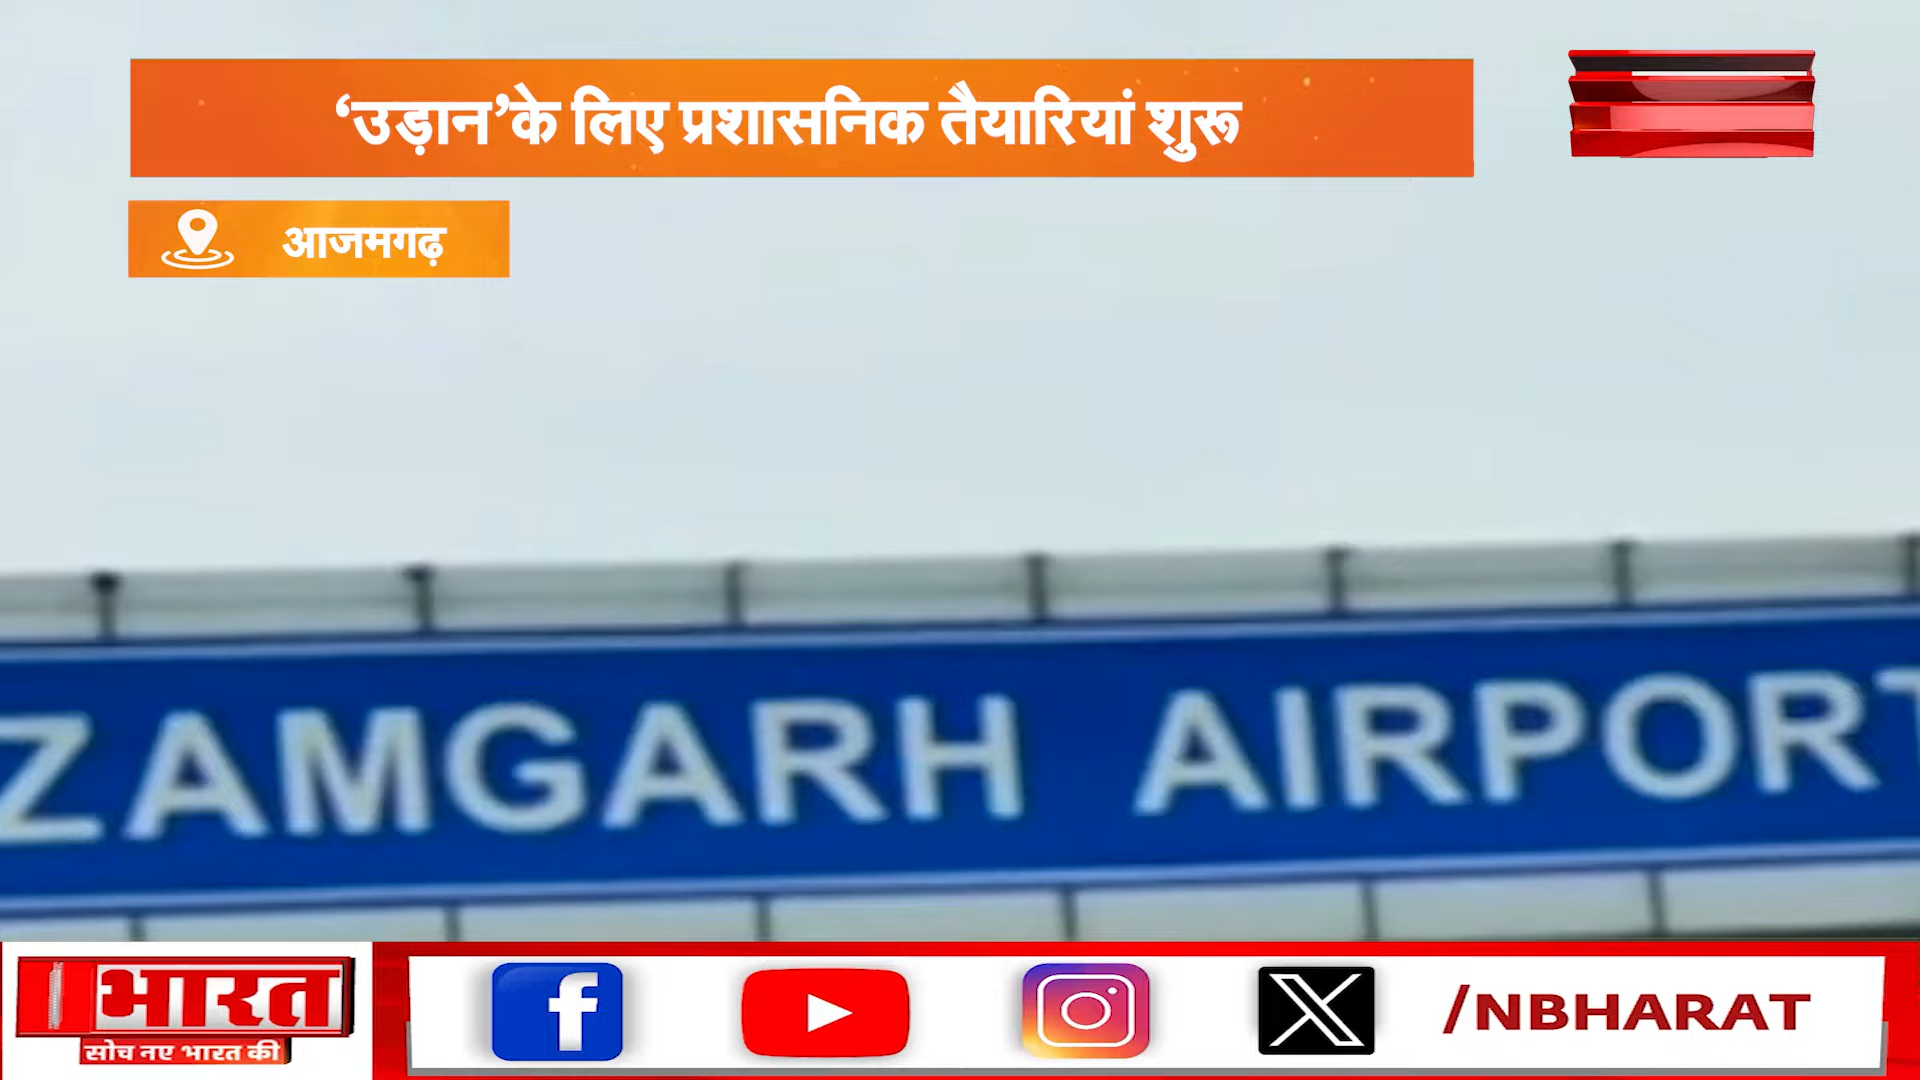 ‘उड़ान’के लिए प्रशासनिक तैयारियां शुरू
आजमगढ़
ZAMGARH AIRPORT
भारत
सोच नए भारत की
/NBHARAT